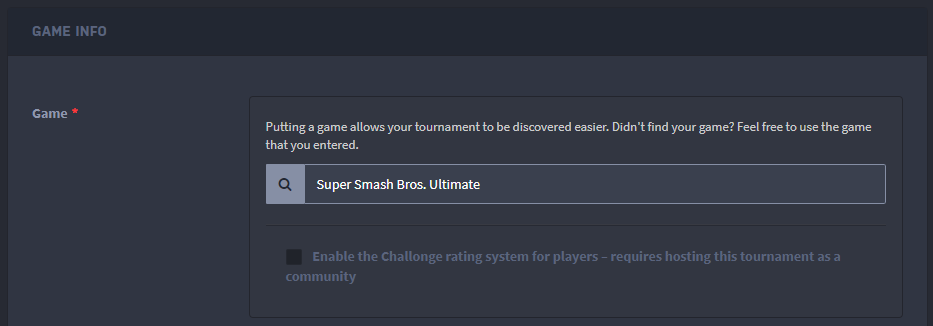 GAME INFO
Game *
Putting a game allows your tournament to be discovered easier. Didn't find your game? Feel free to use the game
that you entered.
Super Smash Bros. Ultimate
Enable the Challonge rating system for players – requires hosting this tournament as a
community